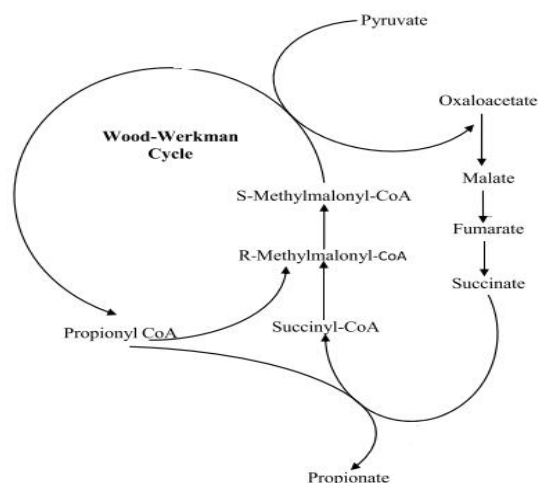 Pyruvate
Oxaloacetate
Wood-Werkman
Cycle
Malate
S-Methylmalonyl-CoA
Fumarate
R-Methylmalonyl-CoA
Succinate
Propionyl CoA
Succinyl-CoA
Propionate